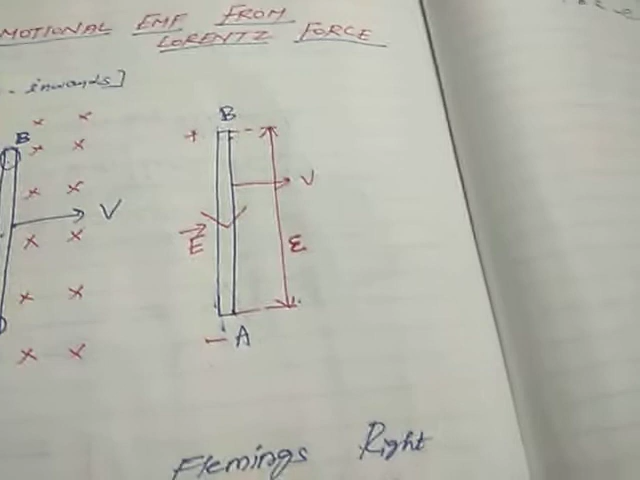 MOTIONAL EMF FROM
LORENTZ FORCE
inwards]
B
V
B
+
V
E
ε
- A
Flemings Right